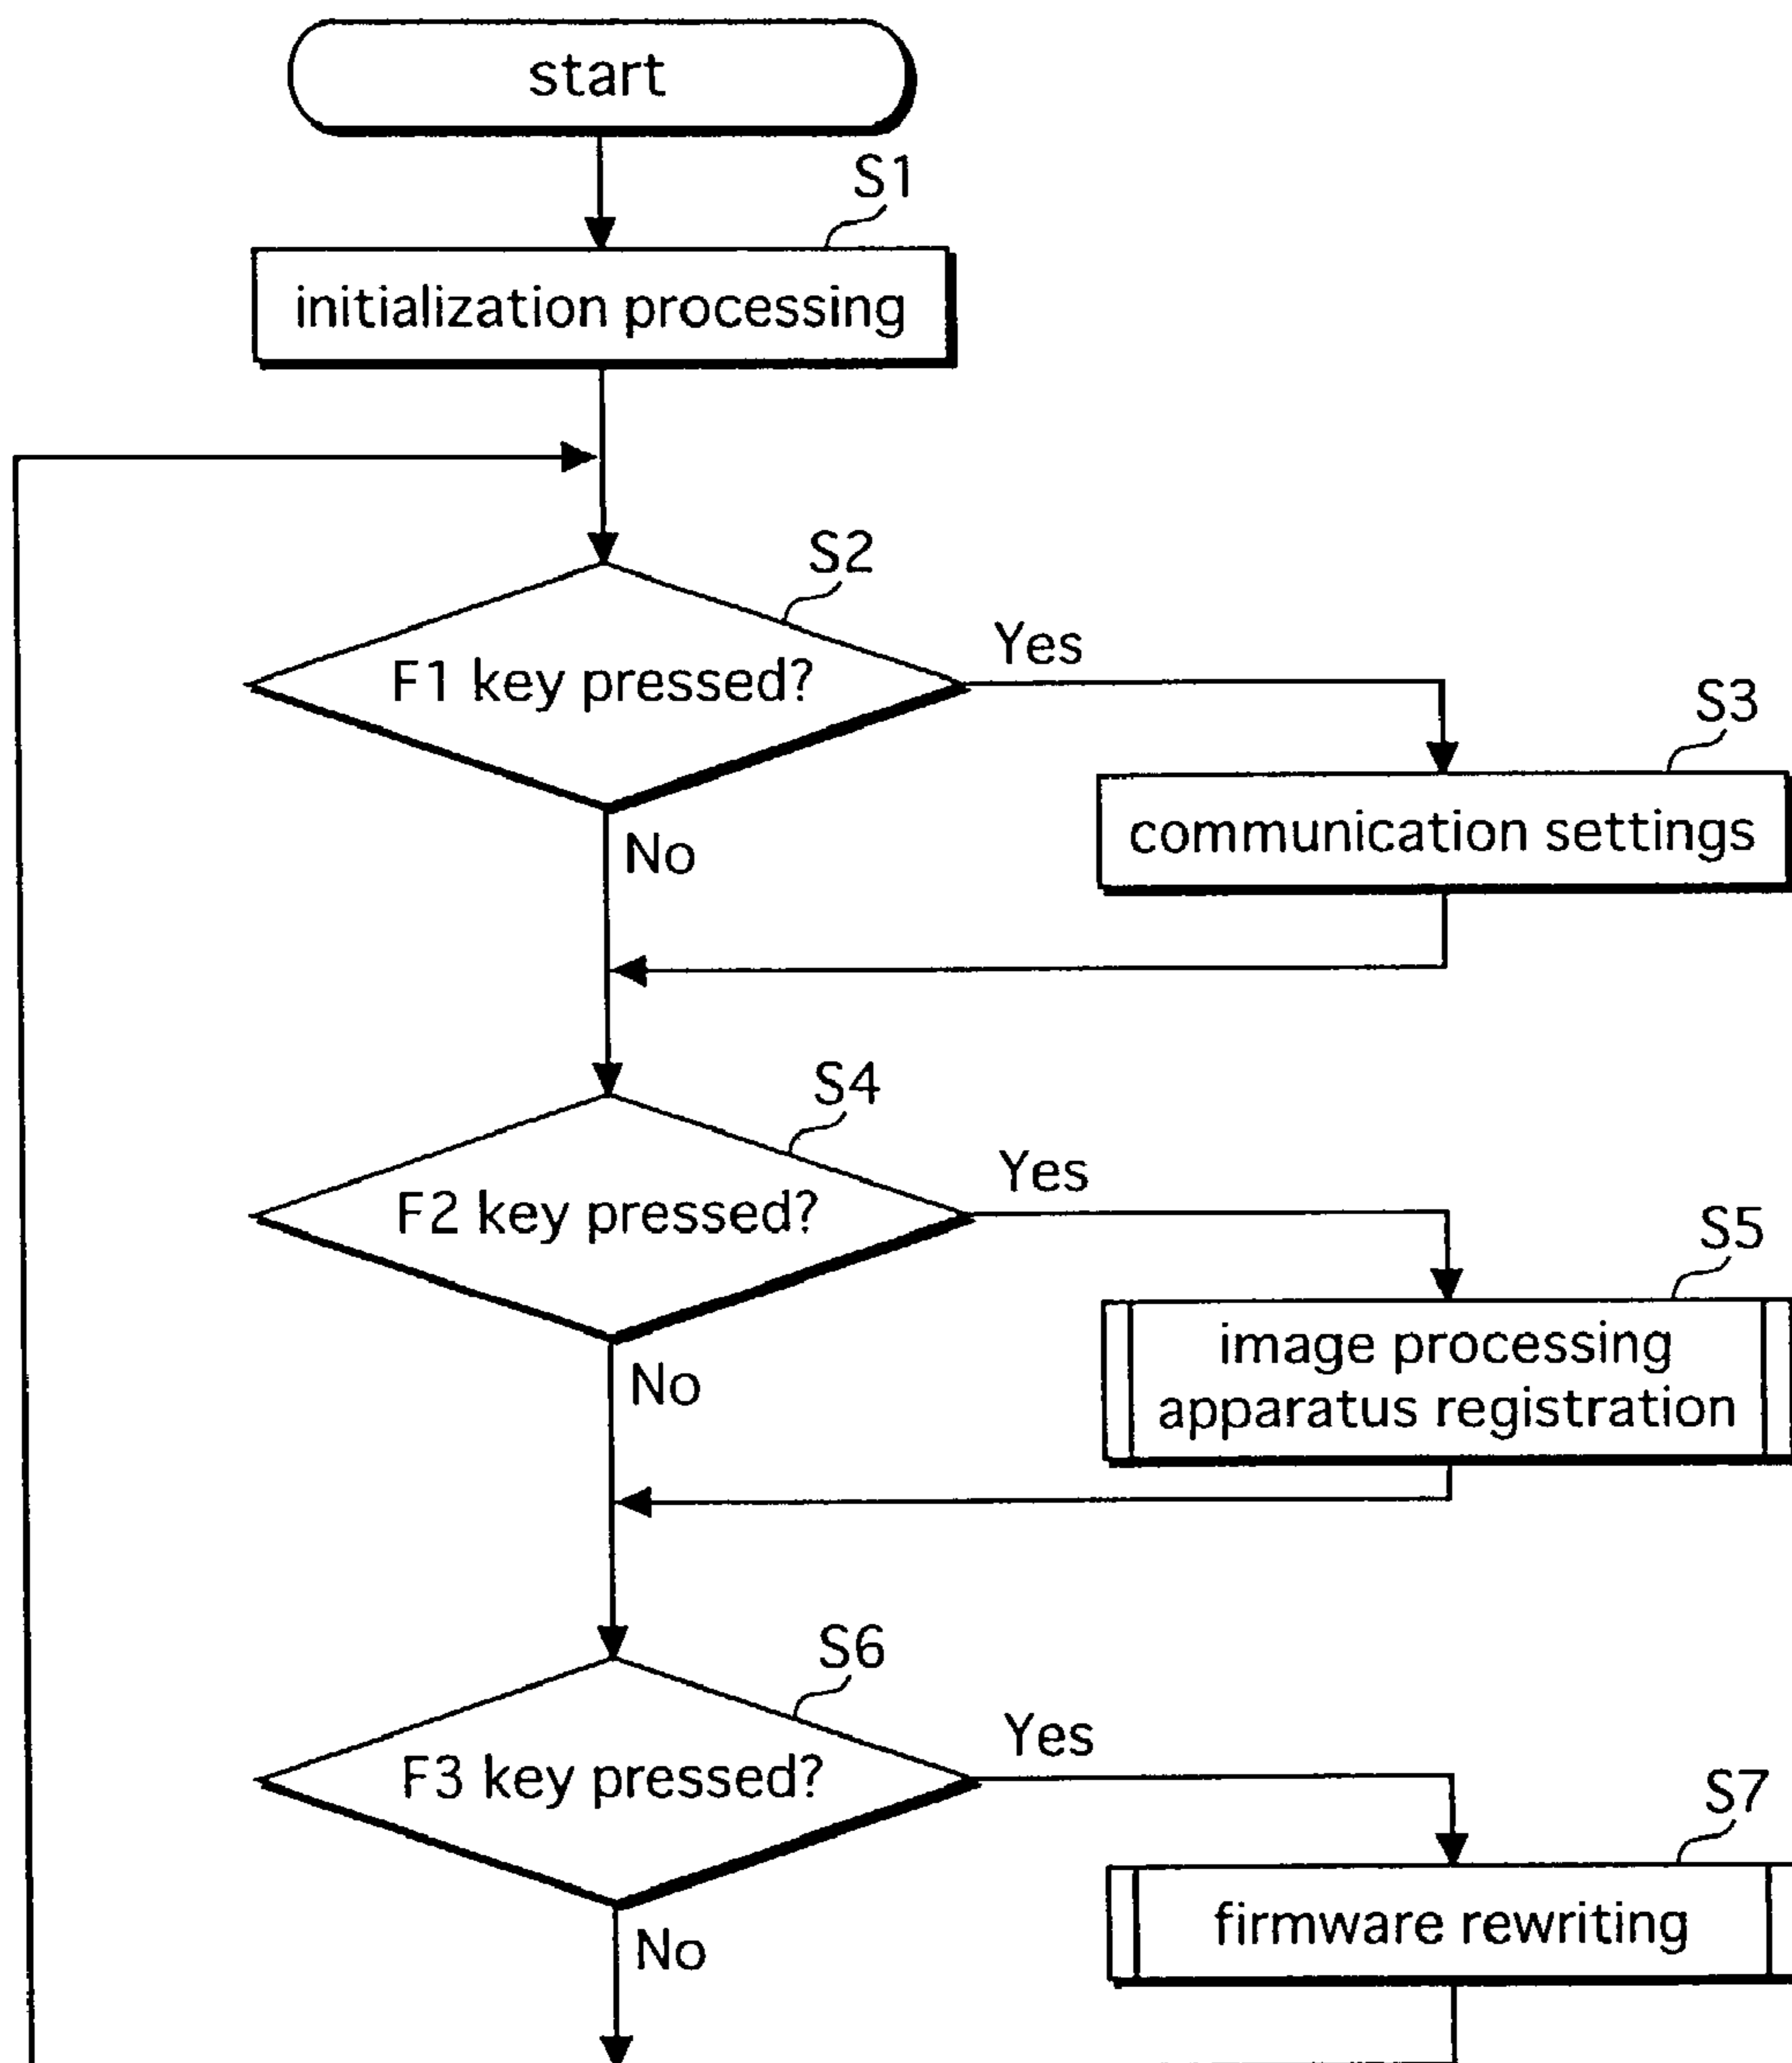 start
S1
initialization processing
S2
F1 key pressed?
Yes
S3
communication settings
No
S4
F2 key pressed?
Yes
S5
image processing
apparatus registration
No
S6
F3 key pressed?
Yes
S7
firmware rewriting
No